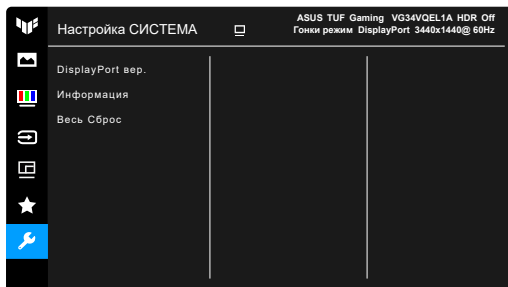 Настройка СИСТЕМА
ASUS TUF Gaming VG34VQEL1A HDR Off
Гонки режим DisplayPort 3440x1440@ 60Hz
DisplayPort вер.
Информация
Весь Сброс